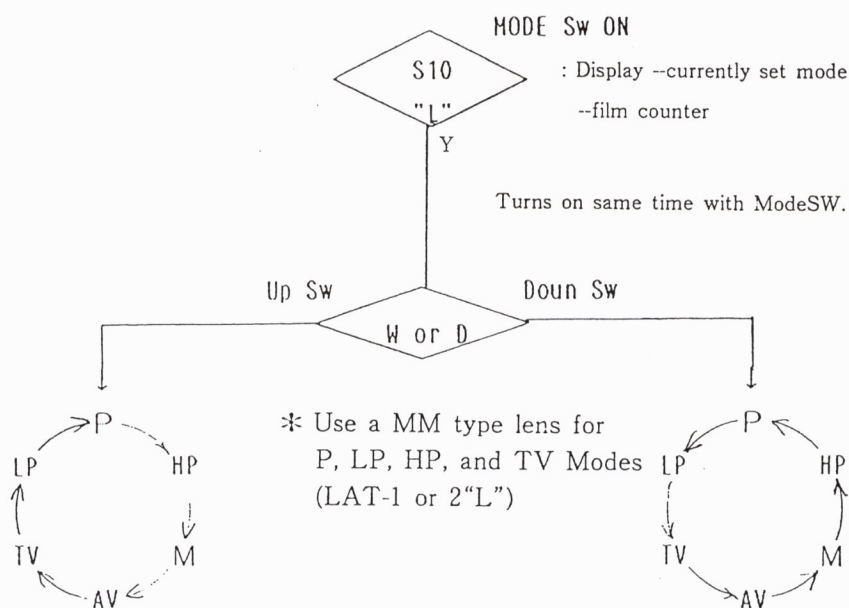 MODE Sw ON
S10
"L"
: Display --currently set mode
--film counter
Y
Turns on same time with ModeSW.
Up Sw
Doun Sw
W or D
P
HP
M
AV
TV
LP
✻ Use a MM type lens for
P, LP, HP, and TV Modes
(LAT-1 or 2“L”)
P
HP
M
AV
TV
LP